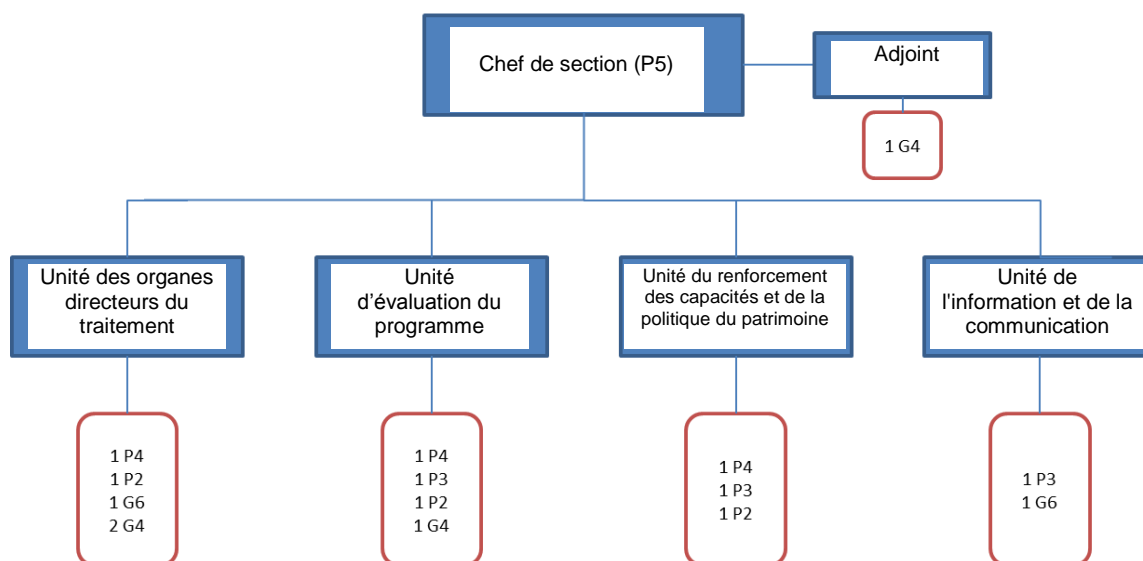 Chef de section (P5)
Adjoint
1 G4
Unité des organes
directeurs du
traitement
Unité
d’évaluation du
programme
Unité du renforcement
des capacités et de la
politique du patrimoine
Unité de
l'information et de la
communication
1 P4
1 P2
1 G6
2 G4
1 P4
1 P3
1 P2
1 G4
1 P4
1 P3
1 P2
1 P3
1 G6